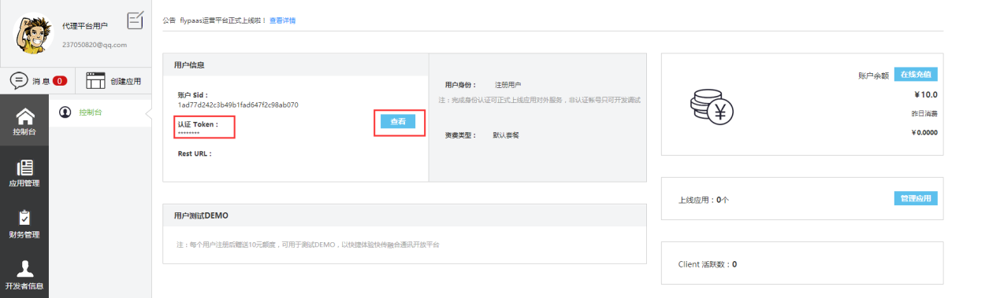 代理平台用户
237050820@qq.com
消息 0
创建应用
控制台
应用管理
财务管理
开发者信息
控制台
公告 flypaas运营平台正式上线啦！ 查看详情
用户信息
账户 Sid：
1ad77d242c3b49b1fad647f2c98ab070
认证 Token：
********
查看
Rest URL：
用户身份： 注册用户
注：完成身份认证可正式上线应用对外服务，非认证帐号只可开发调试
资费类型： 默认套餐
用户测试DEMO
注：每个用户注册后赠送10元额度，可用于测试DEMO，以快捷体验快传融合通讯开放平台
账户余额 在线充值
￥10.0
昨日消费
￥0.0000
上线应用：0个 管理应用
Client 活跃数：0